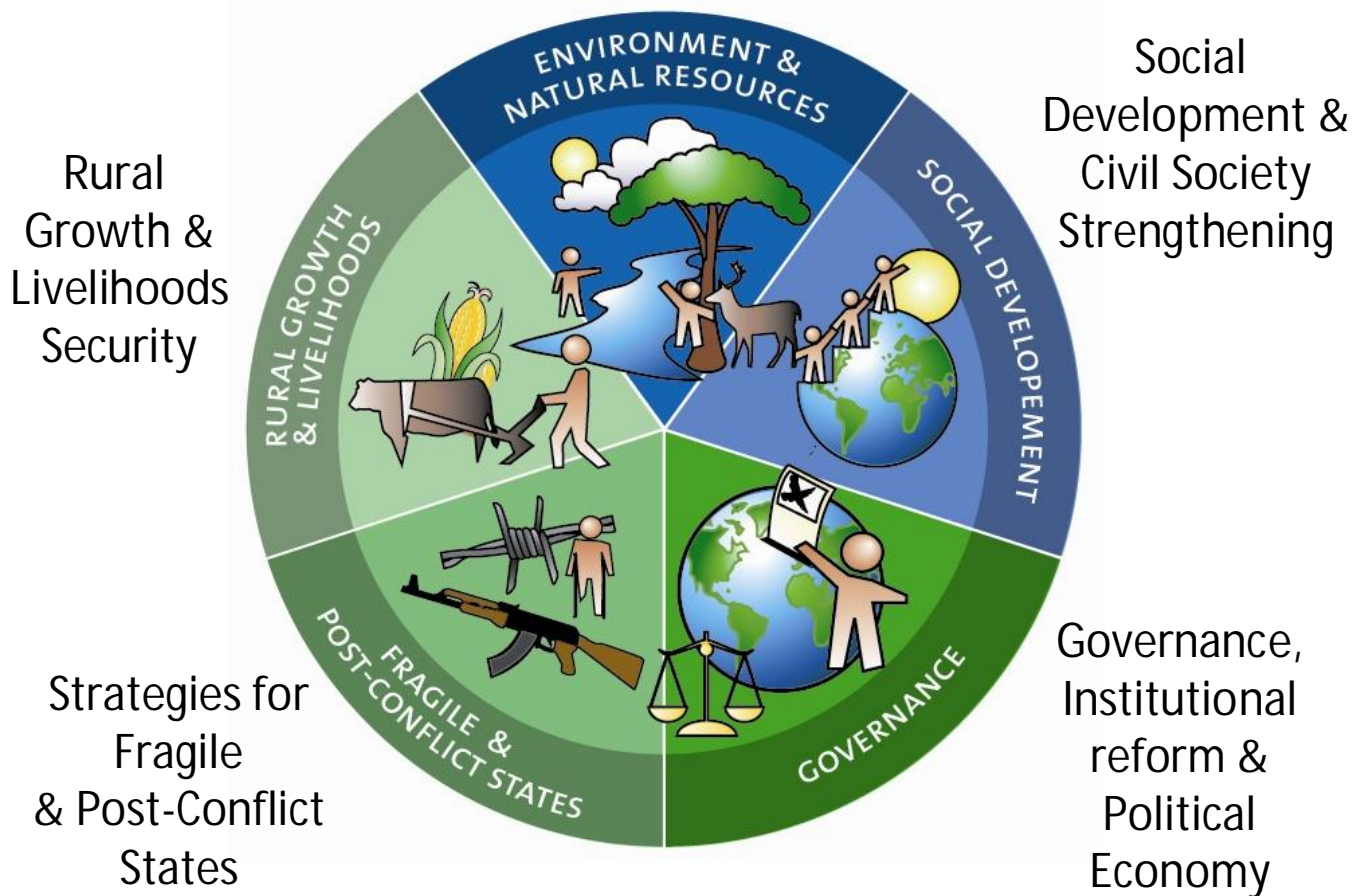 ENVIRONMENT &
NATURAL RESOURCES
Social
Development &
Civil Society
Strengthening
SOCIAL DEVELOPEMENT
Rural
Growth &
Livelihoods
Security
RURAL GROWTH
& LIVELIHOODS
FRAGILE &
POST-CONFLICT STATES
GOVERNANCE
Strategies for
Fragile
& Post-Conflict
States
Governance,
Institutional
reform &
Political
Economy